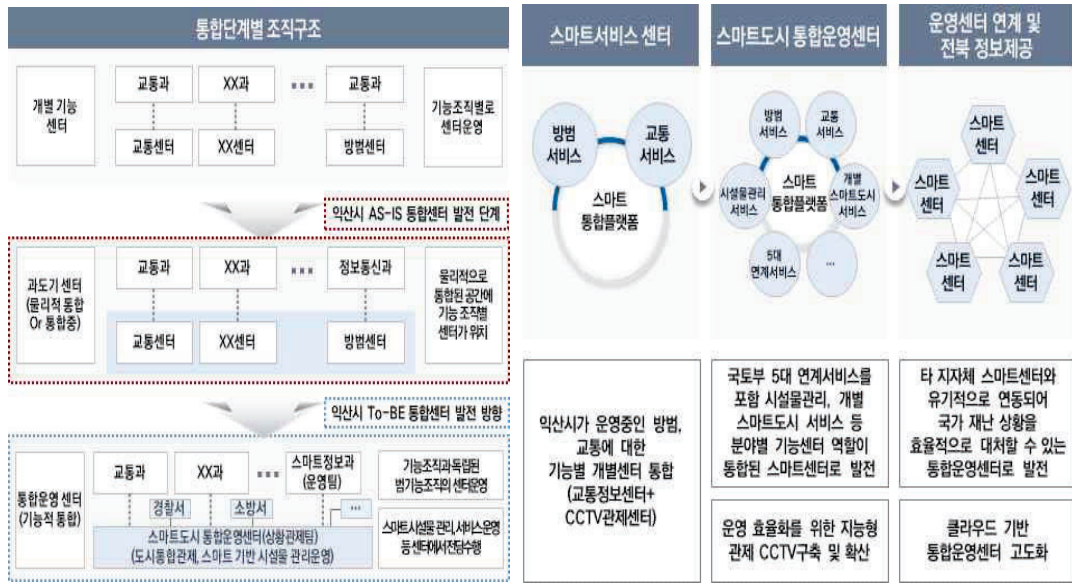 통합단계별 조직구조
개별 기능
센터
교통과
XX과
교통과
교통센터
XX센터
방범센터
기능조직별로
센터운영
익산시 AS-IS 통합센터 발전 단계
과도기 센터
(물리적 통합
Or 통합중)
교통과
XX과
정보통신과
교통센터
XX센터
방범센터
물리적으로
통합된 공간에
기능 조직별
센터가 위치
익산시 To-BE 통합센터 발전 방향
통합운영 센터
(기능적 통합)
교통과
XX과
스마트정보과
(운영팀)
경찰서
소방서
...
스마트도시 통합운영센터(상황관제팀)
(도시통합관제, 스마트 기반 시설물 관리운영)
기능조직과 독립된
범기능조직의 센터운영
스마트시설물 관리, 서비스운영
등 센터에서 전담수행
스마트서비스 센터
방범
서비스
교통
서비스
스마트
통합플랫폼
익산시가 운영중인 방범,
교통에 대한
기능별 개별센터 통합
(교통정보센터+
CCTV관제센터)
스마트도시 통합운영센터
방범
서비스
교통
서비스
시설물관리
서비스
스마트
통합플랫폼
개별
스마트도시
서비스
5대
연계서비스
...
국토부 5대 연계서비스를
포함 시설물관리, 개별
스마트도시 서비스 등
분야별 기능센터 역할이
통합된 스마트센터로 발전
운영 효율화를 위한 지능형
관제 CCTV구축 및 확산
운영센터 연계 및
전북 정보제공
스마트
센터
스마트
센터
스마트
센터
스마트
센터
스마트
센터
타 지자체 스마트센터와
유기적으로 연동되어
국가 재난 상황을
효율적으로 대처할 수 있는
통합운영센터로 발전
클라우드 기반
통합운영센터 고도화